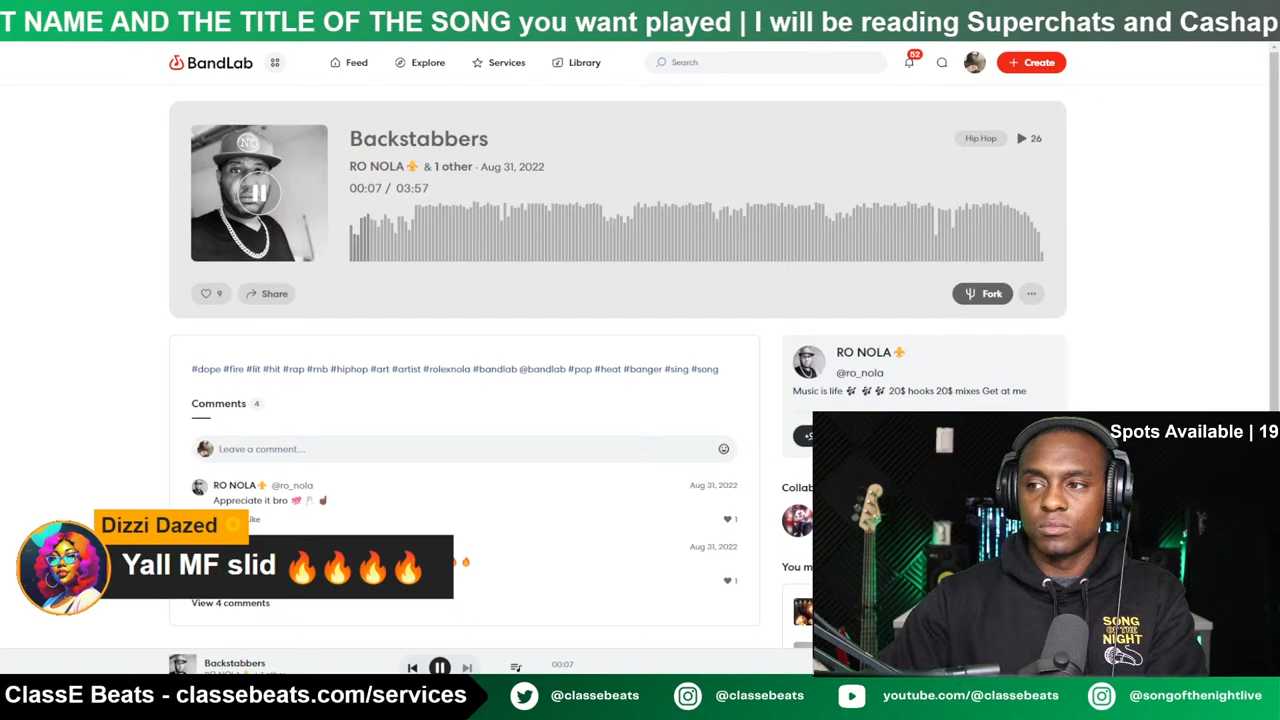 T NAME AND THE TITLE OF THE SONG you want played | I will be reading Superchats and Cashap
BandLab
Feed
Explore
Services
Library
Search
52
+ Create
Backstabbers
Hip Hop
26
RO NOLA & 1 other · Aug 31, 2022
00:07 / 03:57
NO
9
Share
Fork
#dope #fire #lit #hit #rap #rnb #hiphop #art #artist #rolexnola #bandlab @bandlab #pop #heat #banger #sing #song
Comments 4
Leave a comment...
RO NOLA @ro_nola
Aug 31, 2022
Appreciate it bro 💯
1
Aug 31, 2022
1
View 4 comments
RO NOLA
@ro_nola
Music is life 🎶 🎶 🎶 20$ hooks 20$ mixes Get at me
Spots Available | 19
Collab
You m
Dizzi Dazed
Yall MF slid 🔥🔥🔥🔥
SONG
OF THE
NIGHT
Backstabbers
00:07
ClassE Beats - classebeats.com/services
@classebeats
@classebeats
youtube.com/@classebeats
@songofthenightlive